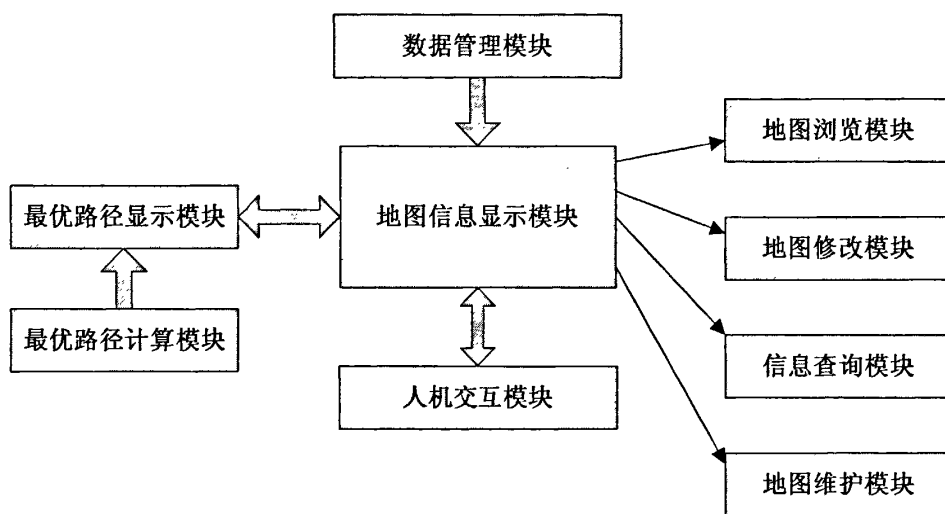 数据管理模块
地图浏览模块
最优路径显示模块
地图信息显示模块
地图修改模块
最优路径计算模块
人机交互模块
信息查询模块
地图维护模块